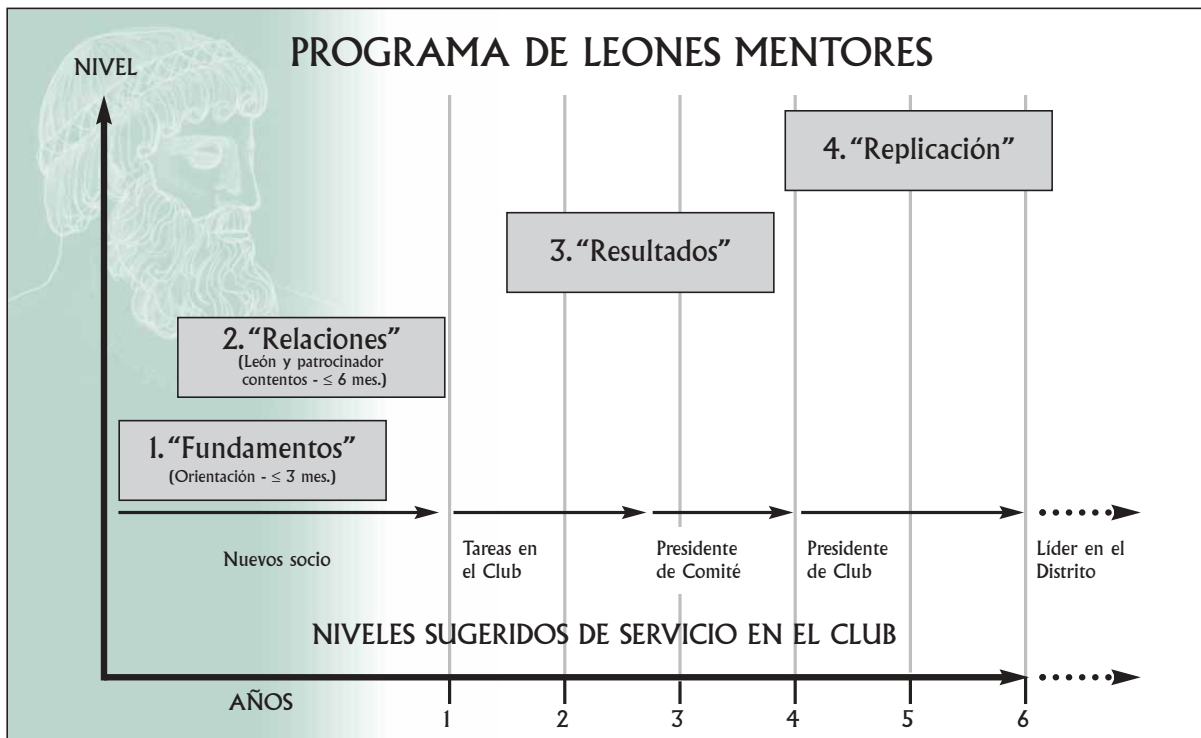 PROGRAMA DE LEONES MENTORES
NIVEL
4. “Replicación”
3. “Resultados”
2. “Relaciones”
(León y patrocinador
contentos - ≤ 6 mes.)
1. “Fundamentos”
(Orientación - ≤ 3 mes.)
Nuevos socio
Tareas en
el Club
Presidente
de Comité
Presidente
de Club
Líder en el
Distrito
NIVELES SUGERIDOS DE SERVICIO EN EL CLUB
AÑOS
1 2 3 4 5 6